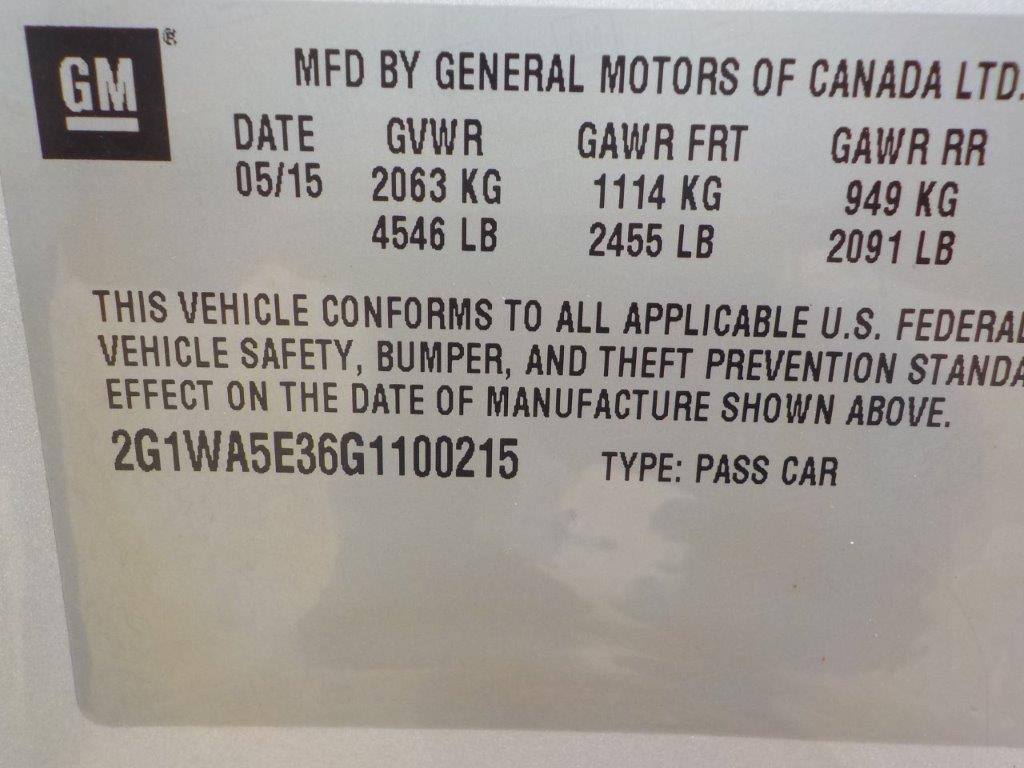 GM ®
MFD BY GENERAL MOTORS OF CANADA LTD.
DATE GVWR GAWR FRT GAWR RR
05/15 2063 KG 1114 KG 949 KG
4546 LB 2455 LB 2091 LB
THIS VEHICLE CONFORMS TO ALL APPLICABLE U.S. FEDERAL
VEHICLE SAFETY, BUMPER, AND THEFT PREVENTION STANDA
EFFECT ON THE DATE OF MANUFACTURE SHOWN ABOVE.
2G1WA5E36G1100215 TYPE: PASS CAR